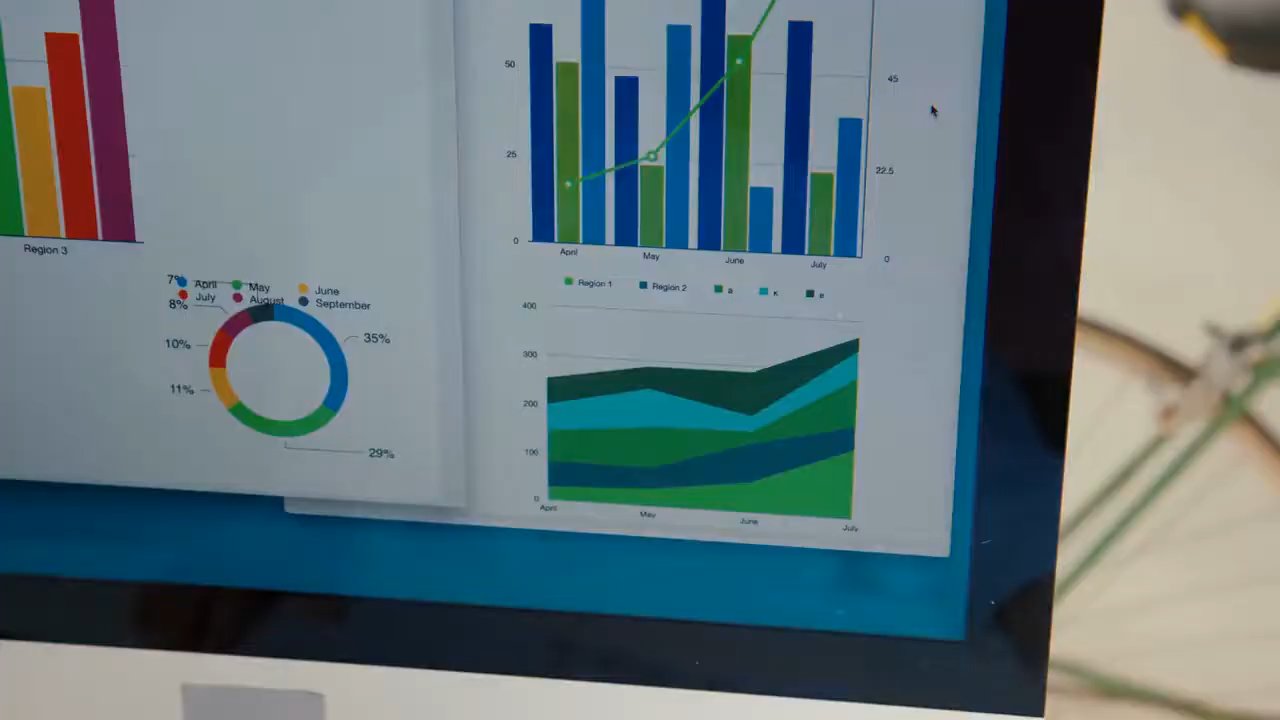 Region 3
7%
April May June
July August September
8%
35%
10%
11%
29%
50
25
0
45
22.5
0
April May June July
Region 1 Region 2
400
300
200
100
0
April May June July